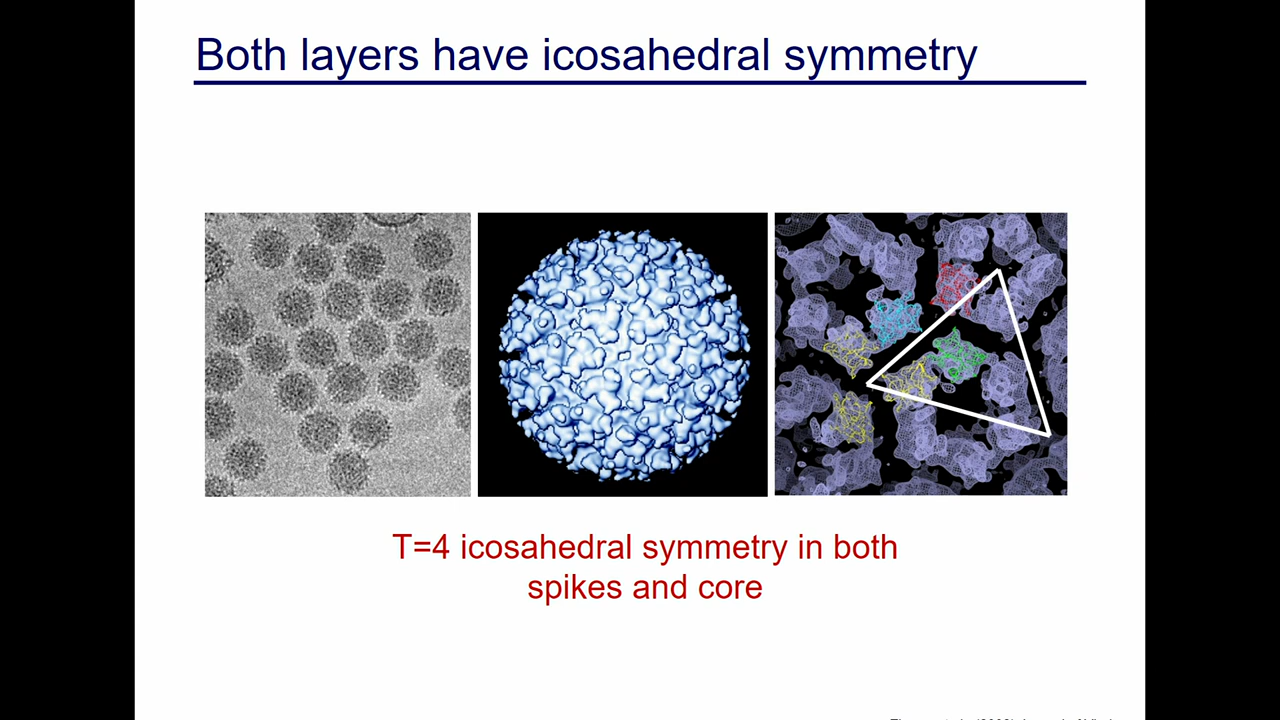 Both layers have icosahedral symmetry
T=4 icosahedral symmetry in both
spikes and core